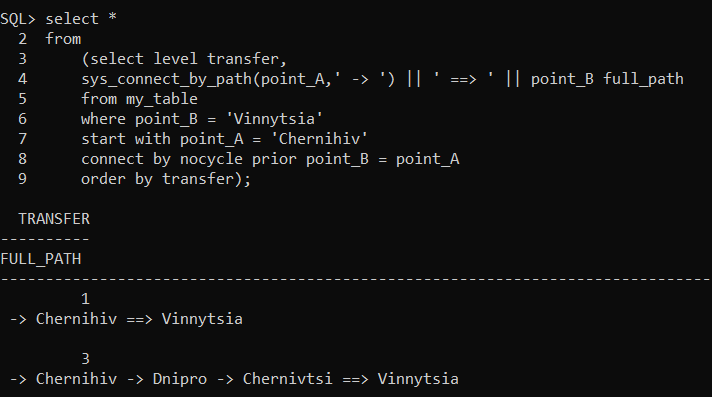 SQL> select *
  2  from
  3      (select level transfer,
  4      sys_connect_by_path(point_A,' -> ') || ' ==> ' || point_B full_path
  5      from my_table
  6      where point_B = 'Vinnytsia'
  7      start with point_A = 'Chernihiv'
  8      connect by nocycle prior point_B = point_A
  9      order by transfer);

  TRANSFER
----------
FULL_PATH
--------------------------------------------------------------------------------
         1
 -> Chernihiv ==> Vinnytsia

         3
 -> Chernihiv -> Dnipro -> Chernivtsi ==> Vinnytsia